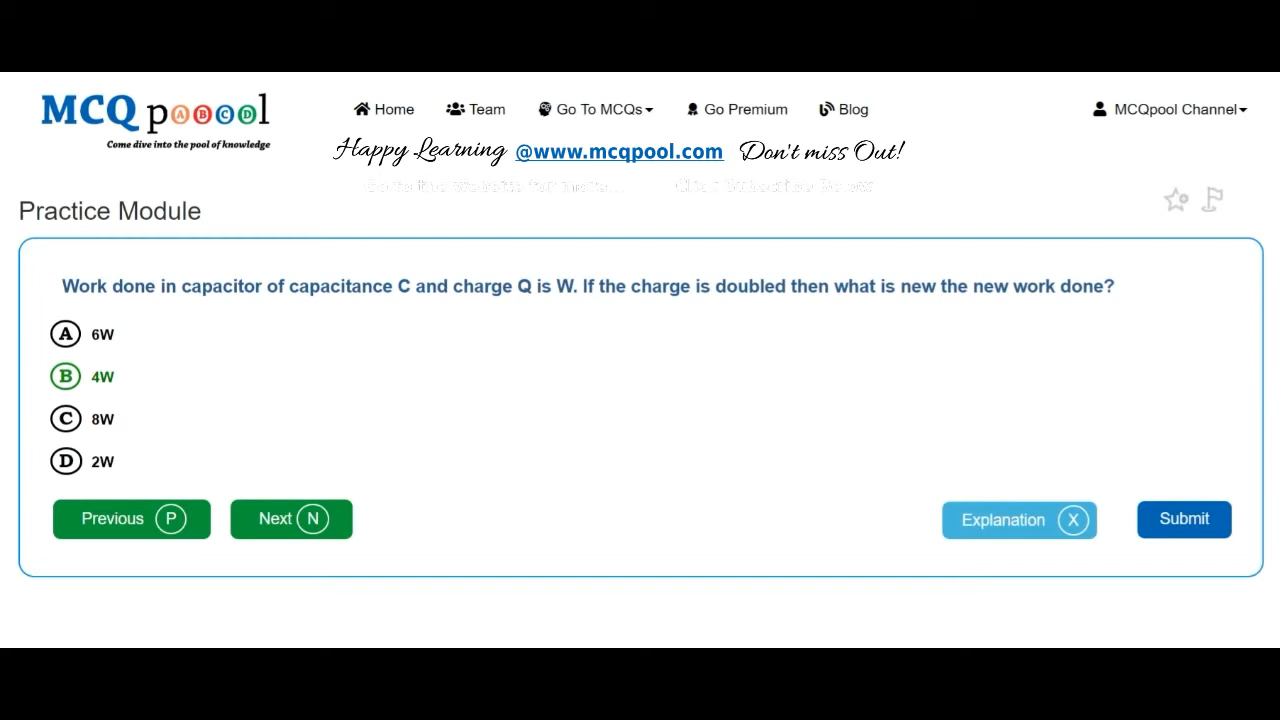 MCQ pooool
Come dive into the pool of knowledge
Home Team Go To MCQs Go Premium Blog MCQpool Channel
Happy Learning @www.mcqpool.com Don't miss Out!
Practice Module
Work done in capacitor of capacitance C and charge Q is W. If the charge is doubled then what is new the new work done?
A 6W
B 4W
C 8W
D 2W
Previous P Next N Explanation X Submit